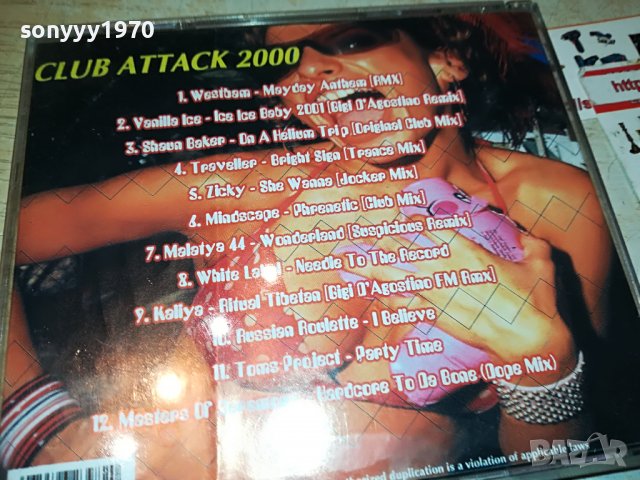 sonyyy1970
CLUB ATTACK 2000
1. Westbam - Mayday Anthem [RMX]
2. Vanilla Ice - Ice Ice Baby 2001 [Gigi D'Agostino Remix]
3. Shaun Baker - On A Helium Trip [Original Club Mix]
4. Traveller - Bright Sign [Trance Mix]
5. Zicky - She Wanna [Jocker Mix]
6. Mindscape - Phrenetic [Club Mix]
7. Malatya 44 - Wonderland [Suspicious Remix]
8. White Label - Needle To The Record
9. Kaliya - Ritual Tibetan [Gigi D'Agostino FM Rmx]
10. Russian Roulette - I Believe
11. Toms Project - Party Time
12. Masters Of - Hardcore To Da Bone (Dope Mix)
duplication is a violation of applicable laws
BAZAR